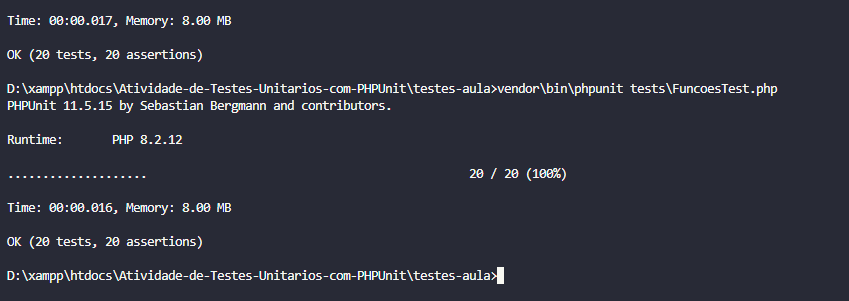 Time: 00:00.017, Memory: 8.00 MB
OK (20 tests, 20 assertions)
D:\xampp\htdocs\Atividade-de-Testes-Unitarios-com-PHPUnit\testes-aula>vendor\bin\phpunit tests\FuncoesTest.php
PHPUnit 11.5.15 by Sebastian Bergmann and contributors.
Runtime:       PHP 8.2.12
....................                                              20 / 20 (100%)
Time: 00:00.016, Memory: 8.00 MB
OK (20 tests, 20 assertions)
D:\xampp\htdocs\Atividade-de-Testes-Unitarios-com-PHPUnit\testes-aula>